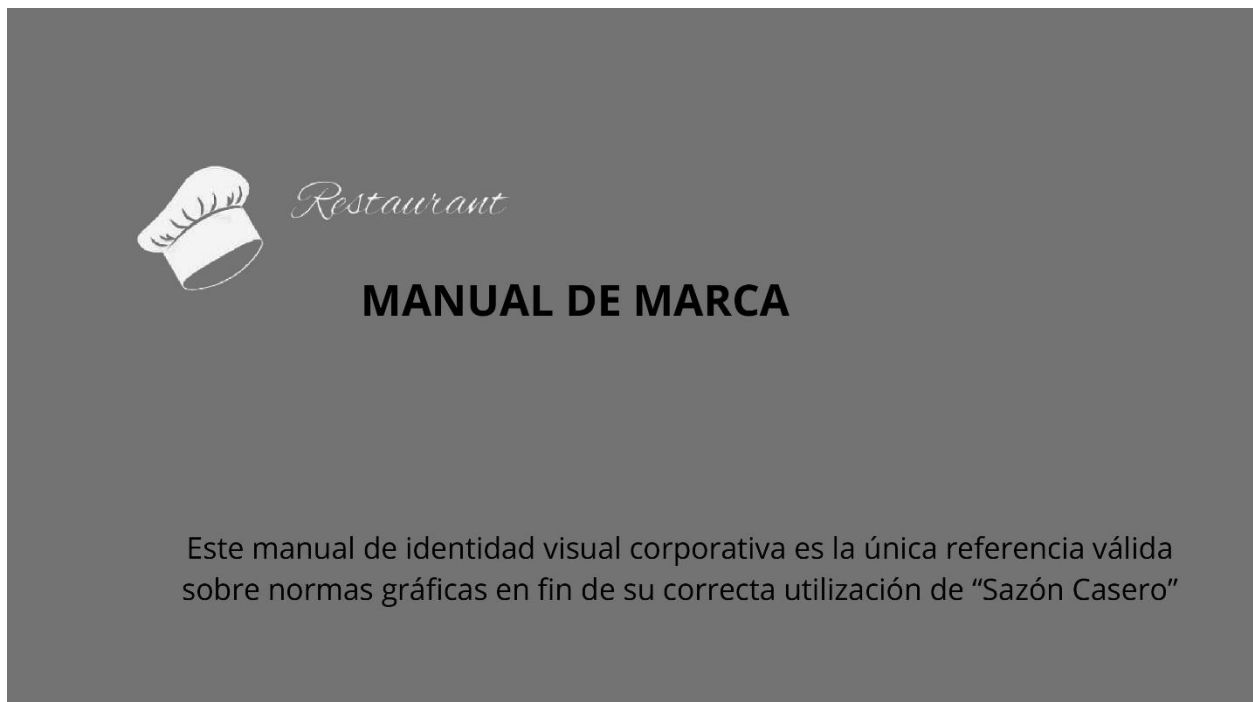 Restaurant
MANUAL DE MARCA
Este manual de identidad visual corporativa es la única referencia válida
sobre normas gráficas en fin de su correcta utilización de “Sazón Casero”